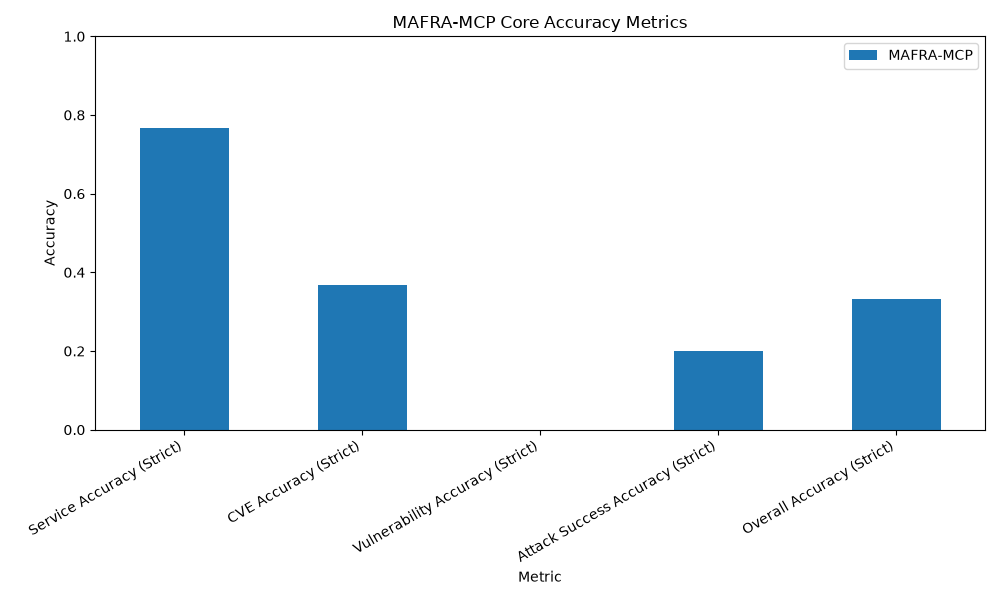 MAFRA-MCP Core Accuracy Metrics
MAFRA-MCP
1.0
0.8
0.6
0.4
0.2
0.0
Accuracy
Service Accuracy (Strict)
CVE Accuracy (Strict)
Vulnerability Accuracy (Strict)
Attack Success Accuracy (Strict)
Overall Accuracy (Strict)
Metric